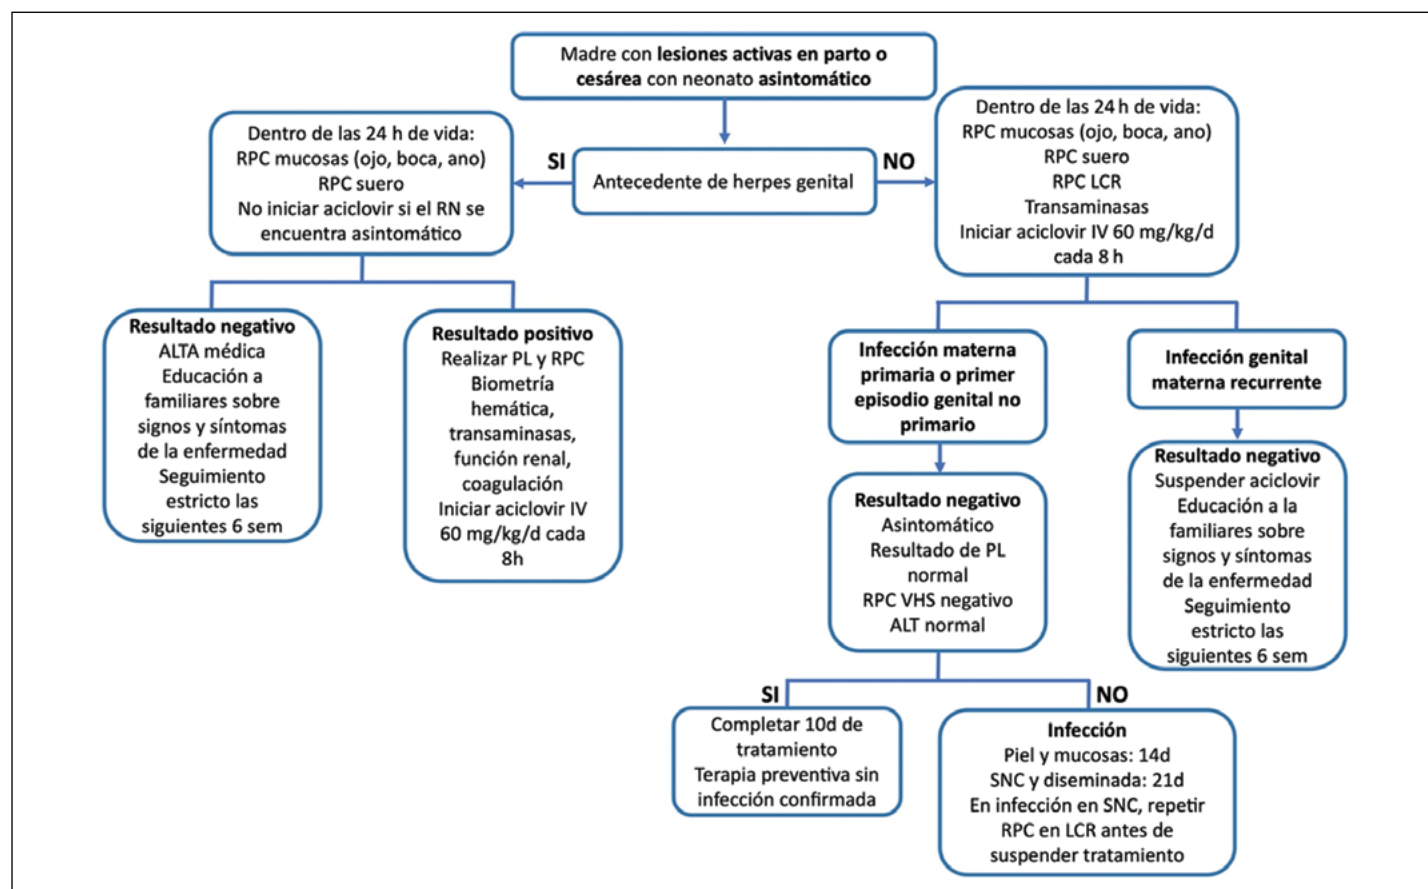 Madre con lesiones activas en parto o
cesárea con neonato asintomático
Dentro de las 24 h de vida:
RPC mucosas (ojo, boca, ano)
RPC suero
No iniciar aciclovir si el RN se
encuentra asintomático
SI
Antecedente de herpes genital
NO
Dentro de las 24 h de vida:
RPC mucosas (ojo, boca, ano)
RPC suero
RPC LCR
Transaminasas
Iniciar aciclovir IV 60 mg/kg/d
cada 8 h
Resultado negativo
ALTA médica
Educación a
familiares sobre
signos y síntomas
de la enfermedad
Seguimiento
estricto las
siguientes 6 sem
Resultado positivo
Realizar PL y RPC
Biometría
hemática,
transaminasas,
función renal,
coagulación
Iniciar aciclovir IV
60 mg/kg/d cada
8h
Infección materna
primaria o primer
episodio genital no
primario
Infección genital
materna recurrente
Resultado negativo
Asintomático
Resultado de PL
normal
RPC VHS negativo
ALT normal
Resultado negativo
Suspender aciclovir
Educación a la
familiares sobre
signos y síntomas
de la enfermedad
Seguimiento
estricto las
siguientes 6 sem
SI
NO
Completar 10d de
tratamiento
Terapia preventiva sin
infección confirmada
Infección
Piel y mucosas: 14d
SNC y diseminada: 21d
En infección en SNC, repetir
RPC en LCR antes de
suspender tratamiento